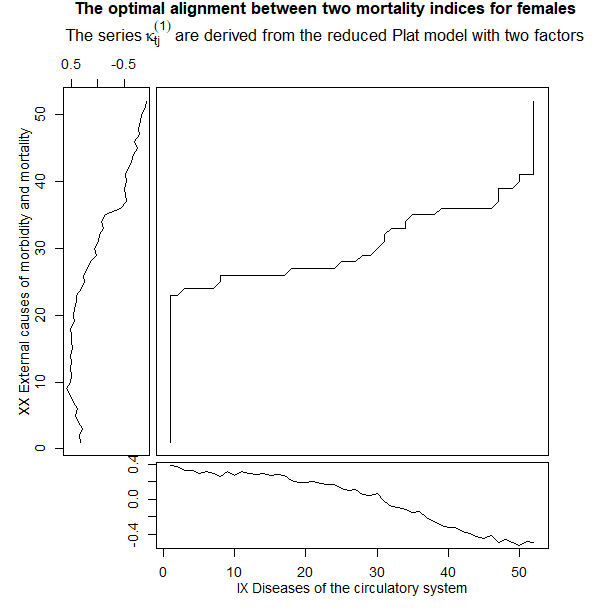 The optimal alignment between two mortality indices for females
The series κtj(1) are derived from the reduced Plat model with two factors
0.5 -0.5
XX External causes of morbidity and mortality
0 10 20 30 40 50
-0.4 0.0 0.4
0 10 20 30 40 50
IX Diseases of the circulatory system